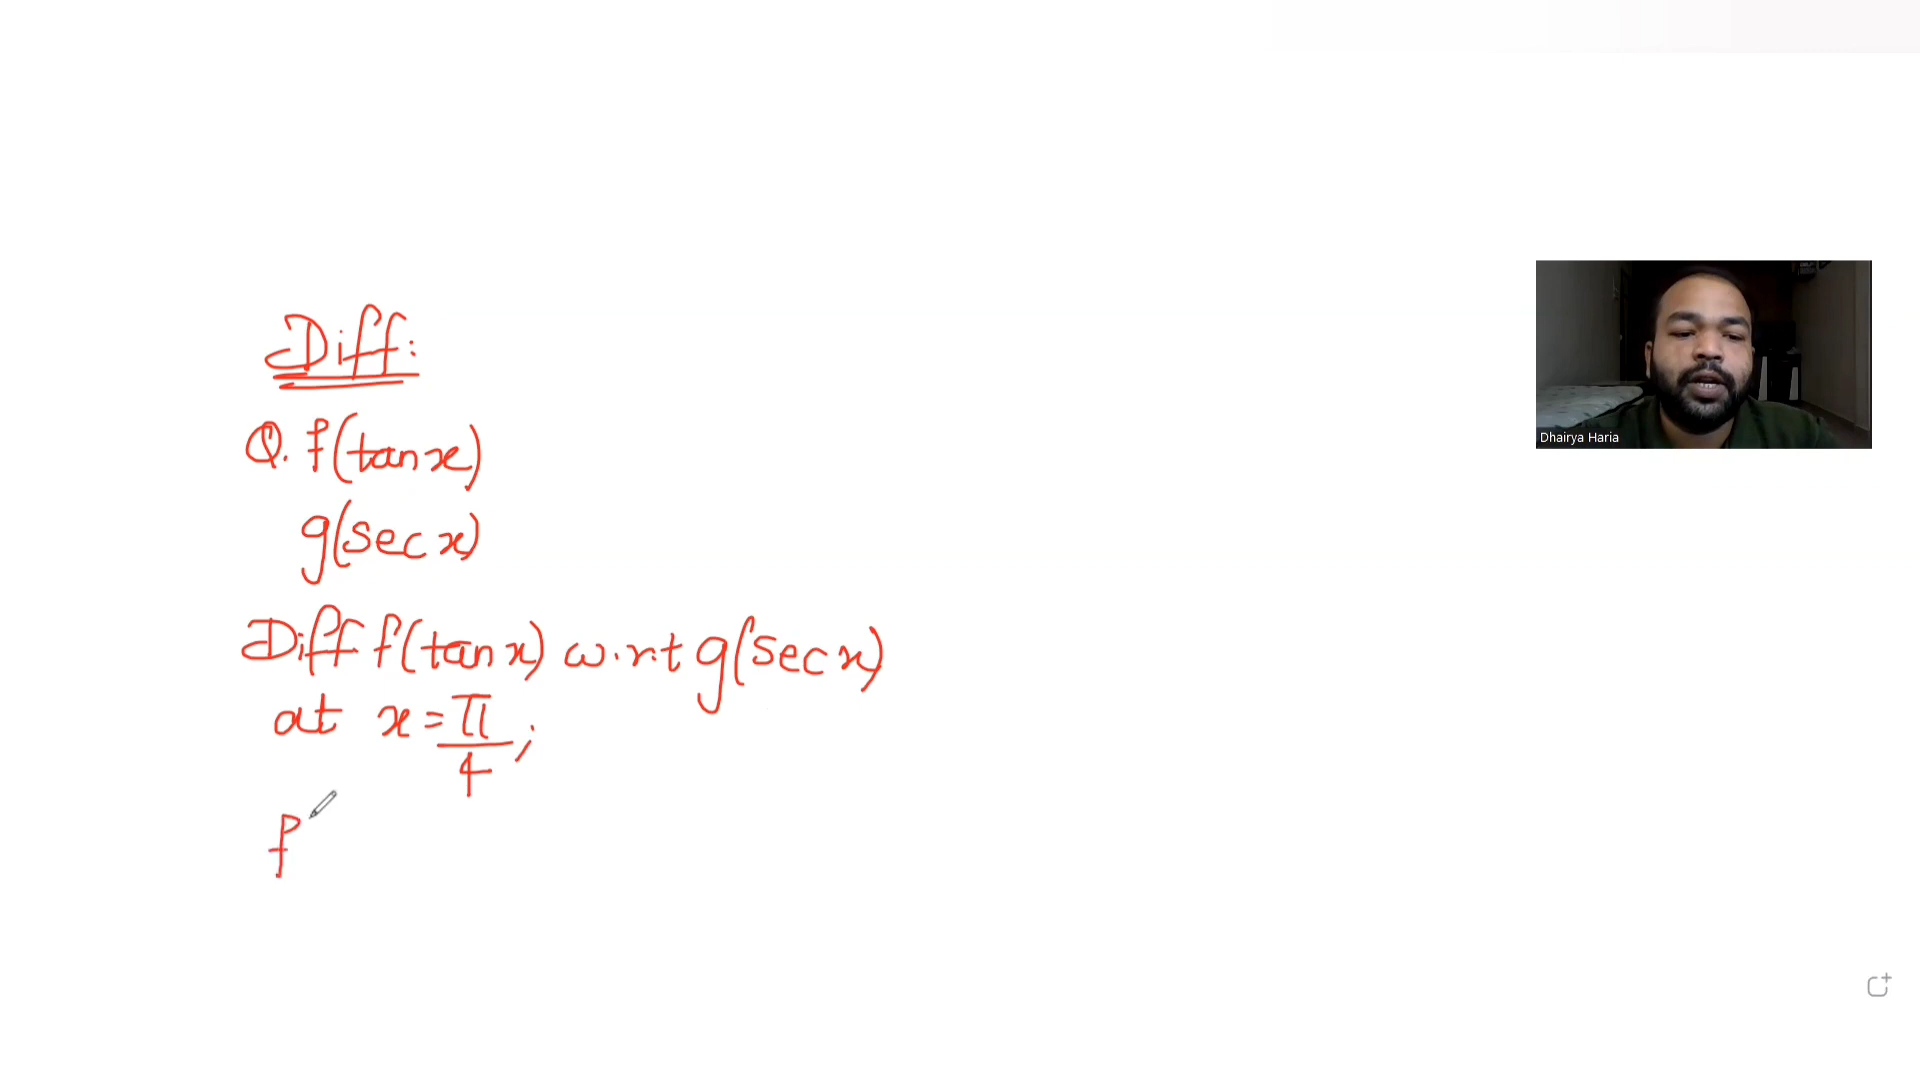 Diff:
Q. f(tan x)
g(sec x)
Diff f(tan x) w.r.t g(sec x)
at x = π/4 ;
f
Dhairya Haria